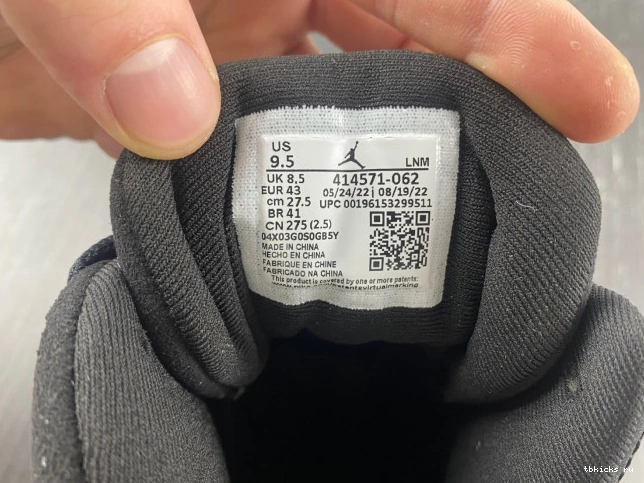 US
9.5
LNM
UK 8.5 414571-062
EUR 43 05/24/22 | 08/19/22
cm 27.5 UPC 00196153299511
BR 41
CN 275 (2.5)
04X03G0S0GB5Y
MADE IN CHINA
HECHO EN CHINA
FABRIQUE EN CHINE
FABRICADO NA CHINA
This product is covered by one or more patents:
tbkicks.ru